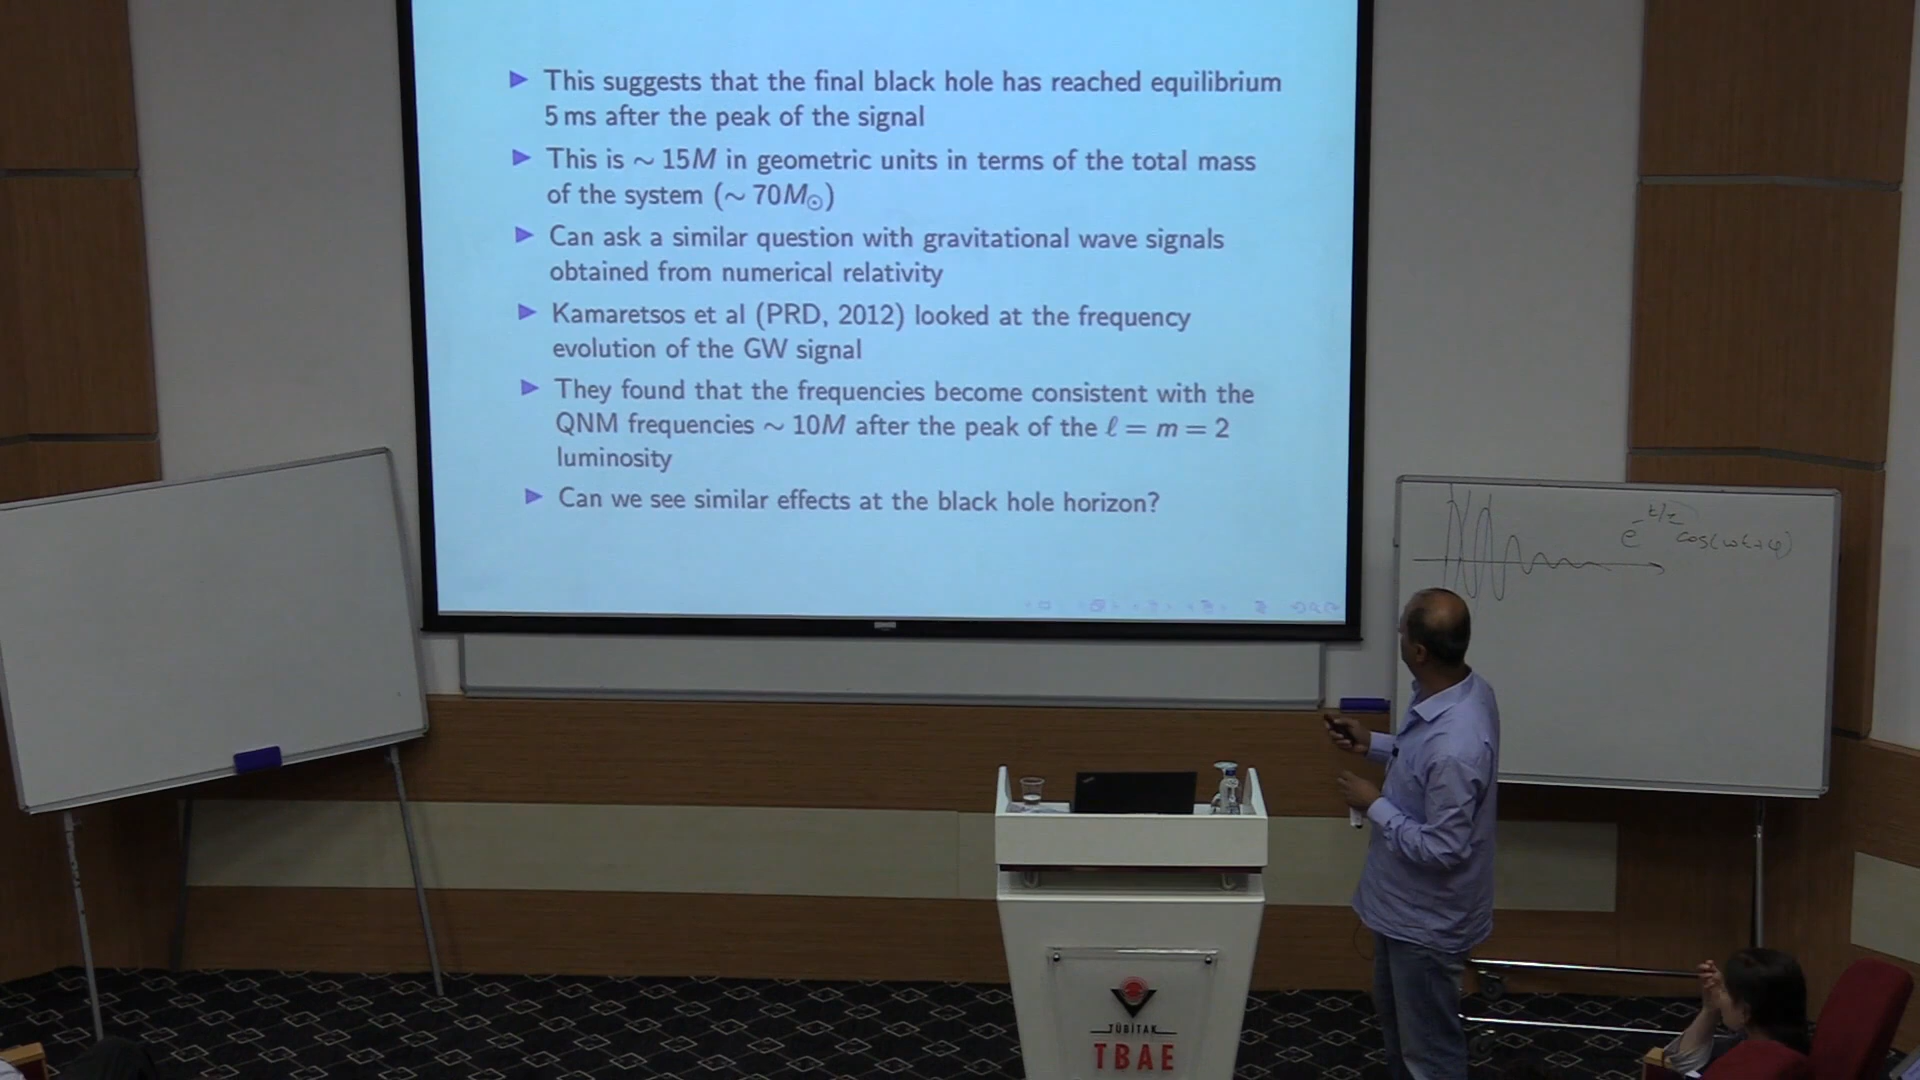 This suggests that the final black hole has reached equilibrium
5 ms after the peak of the signal
This is ∼ 15M in geometric units in terms of the total mass
of the system (∼ 70M⊙)
Can ask a similar question with gravitational wave signals
obtained from numerical relativity
Kamaretsos et al (PRD, 2012) looked at the frequency
evolution of the GW signal
They found that the frequencies become consistent with the
QNM frequencies ∼ 10M after the peak of the ℓ = m = 2
luminosity
Can we see similar effects at the black hole horizon?
e^{-t/τ} cos(ωt+φ)
TÜBİTAK
TBAE